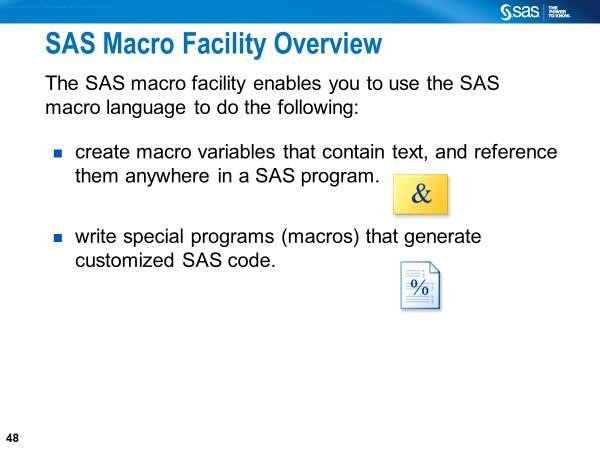 sas
THE
POWER
TO KNOW.
SAS Macro Facility Overview
The SAS macro facility enables you to use the SAS
macro language to do the following:
create macro variables that contain text, and reference
them anywhere in a SAS program.
&
write special programs (macros) that generate
customized SAS code.
%
48